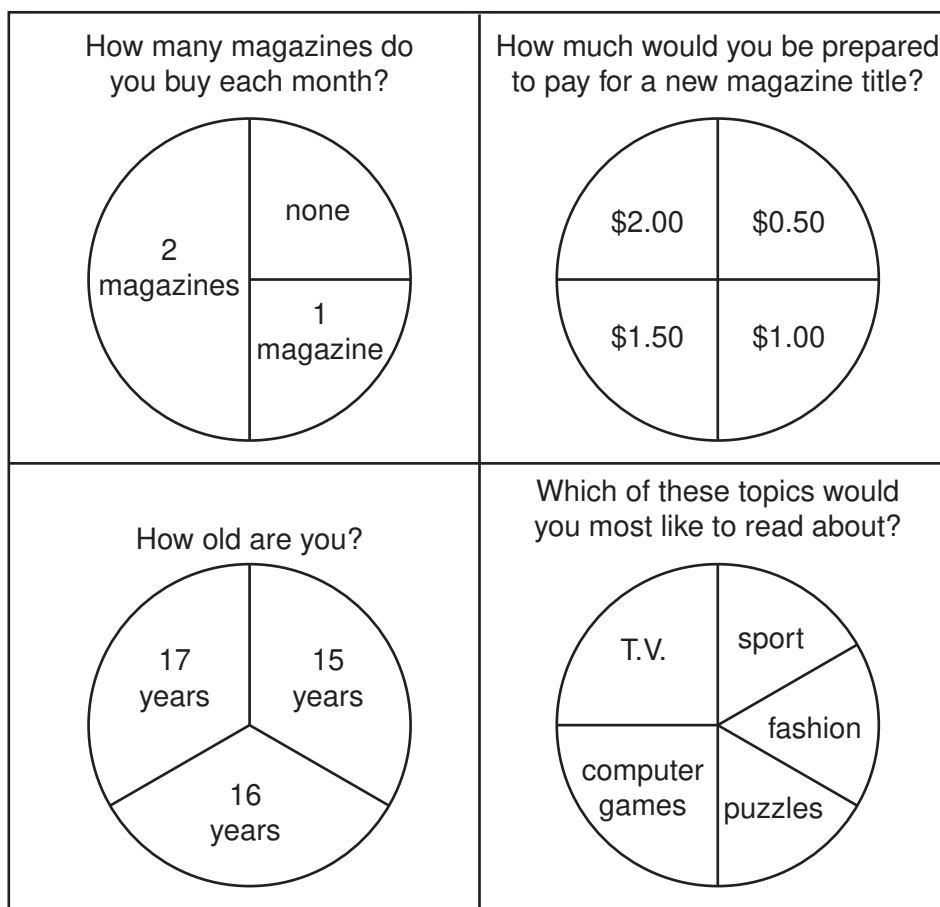 How many magazines do
you buy each month?
none
2
magazines
1
magazine
How much would you be prepared
to pay for a new magazine title?
$2.00
$0.50
$1.50
$1.00
How old are you?
17
years
15
years
16
years
Which of these topics would
you most like to read about?
T.V.
sport
fashion
computer
games
puzzles